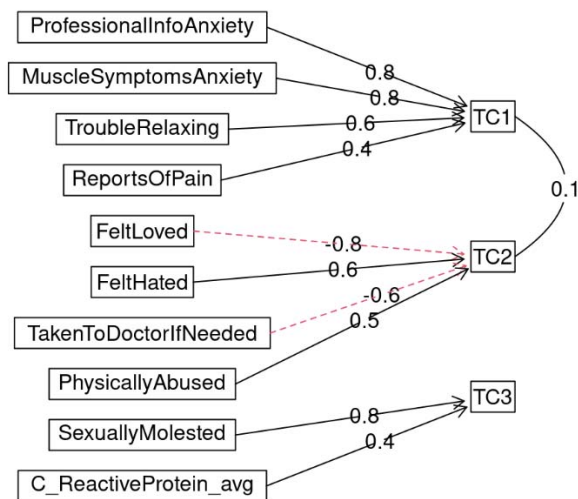 ProfessionalInfoAnxiety
0.8
MuscleSymptomsAnxiety
0.8
TC1
TroubleRelaxing
0.6
0.4
ReportsOfPain
0.1
FeltLoved
-0.8
TC2
FeltHated
0.6
-0.6
TakenToDoctorIfNeeded
0.5
PhysicallyAbused
TC3
SexuallyMolested
0.8
0.4
C_ReactiveProtein_avg